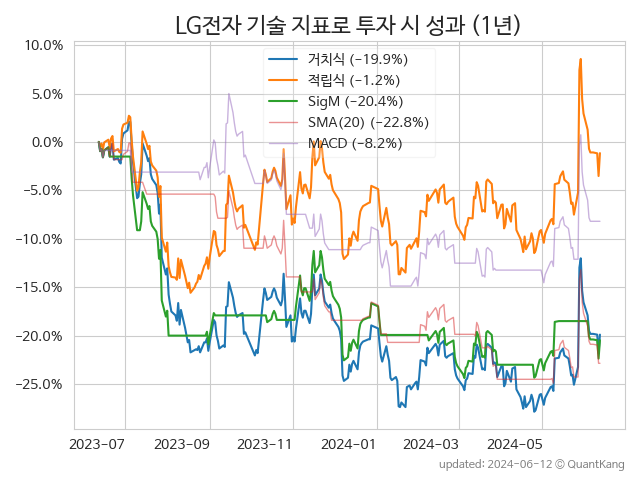 LG전자 기술 지표로 투자 시 성과 (1년)
10.0%
5.0%
0.0%
−5.0%
−10.0%
−15.0%
−20.0%
−25.0%
거치식 (−19.9%)
적립식 (−1.2%)
SigM (−20.4%)
SMA(20) (−22.8%)
MACD (−8.2%)
2023−07 2023−09 2023−11 2024−01 2024−03 2024−05
updated: 2024−06−12 © QuantKang